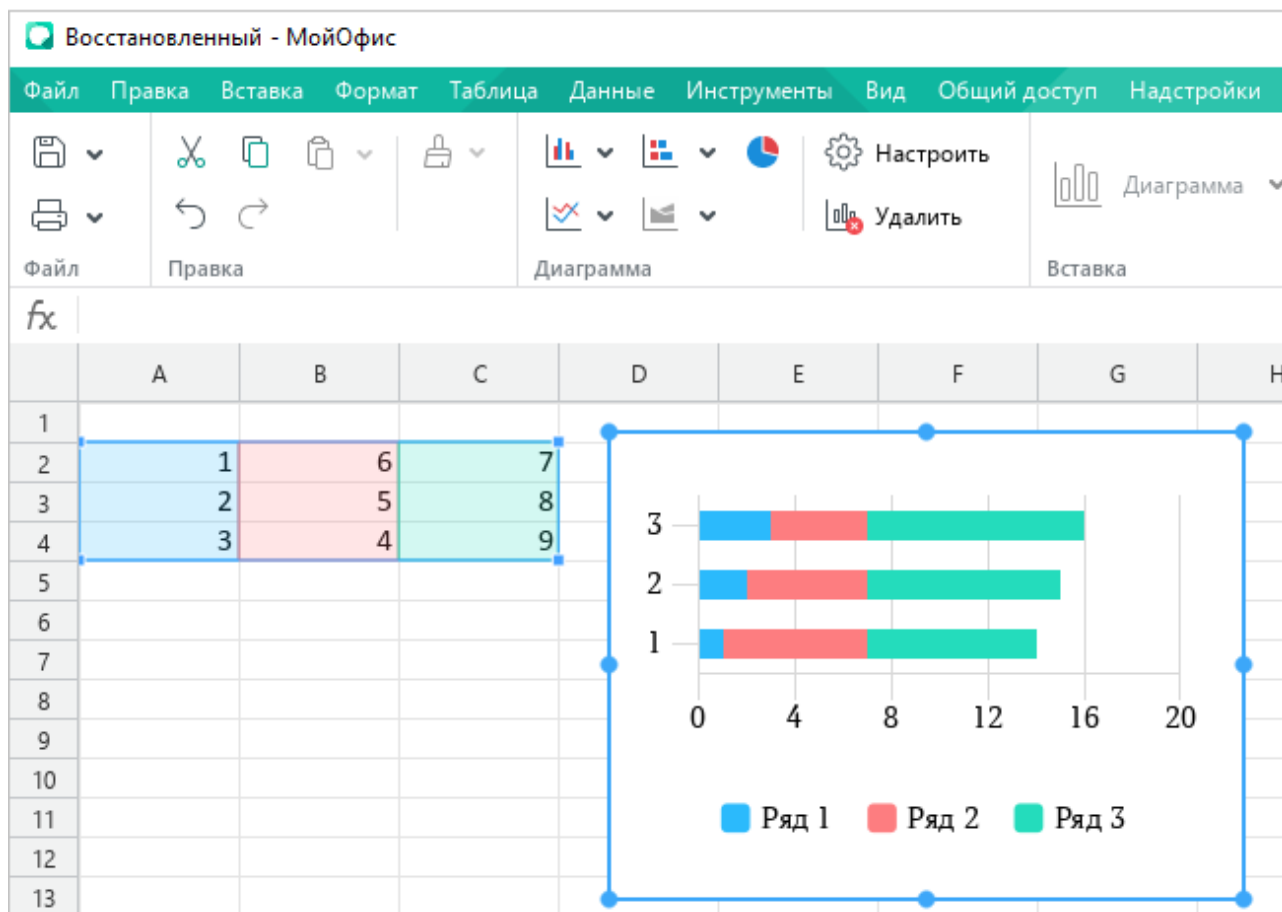 Восстановленный - МойОфис
Файл Правка Вставка Формат Таблица Данные Инструменты Вид Общий доступ Надстройки
Настроить
Диаграмма
Удалить
Файл Правка Диаграмма Вставка
fx
A B C D E F G H
1
2 1 6 7
3 2 5 8
4 3 4 9
5
6
7
8
9
10
11
12
13
3
2
1
0 4 8 12 16 20
Ряд 1 Ряд 2 Ряд 3